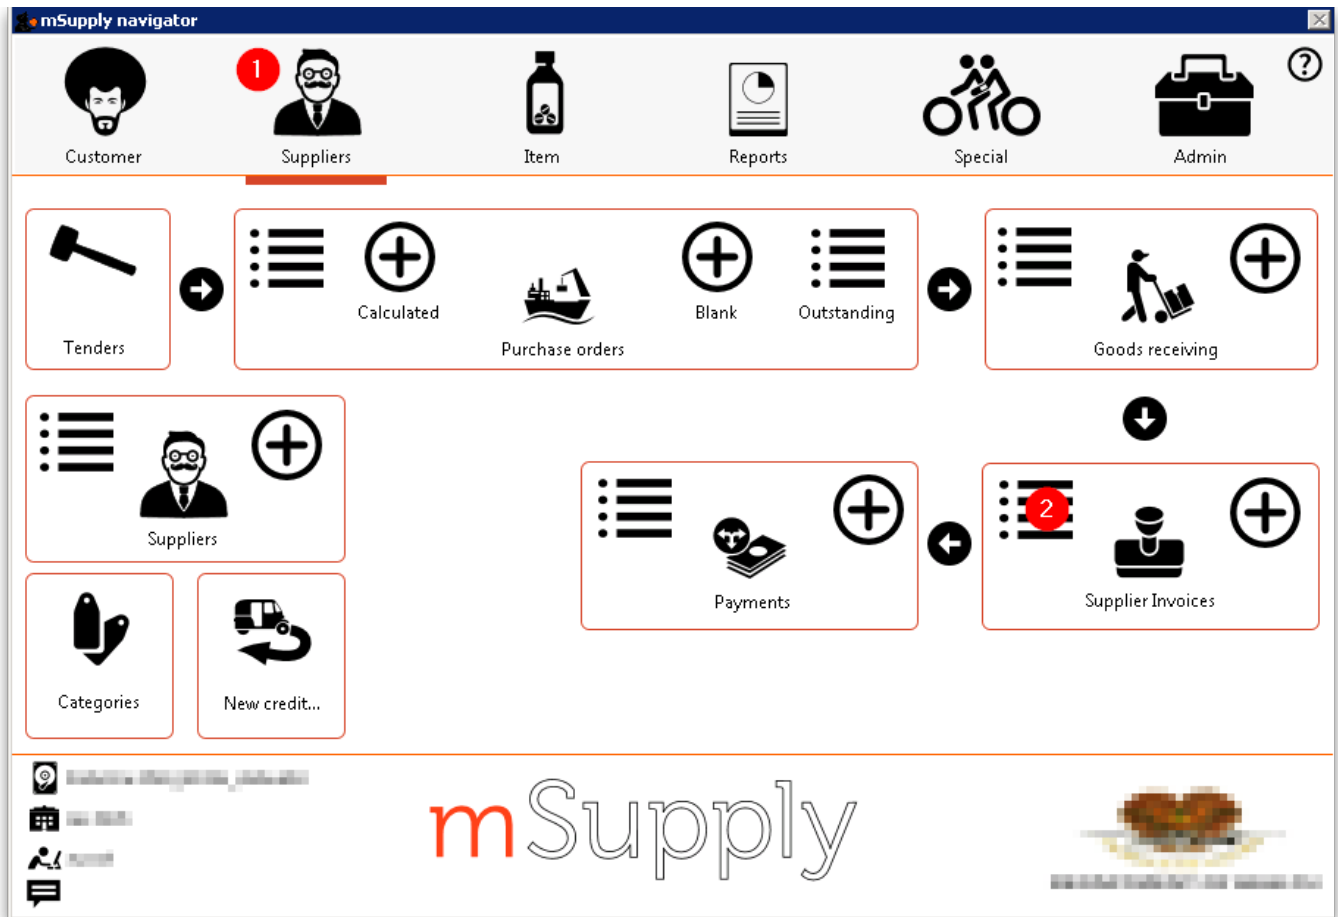 mSupply navigator
1
?
Customer
Suppliers
Item
Reports
Special
Admin
Calculated
Blank
Outstanding
Tenders
Purchase orders
Goods receiving
2
Suppliers
Payments
Supplier Invoices
Categories
New credit...
mSupply